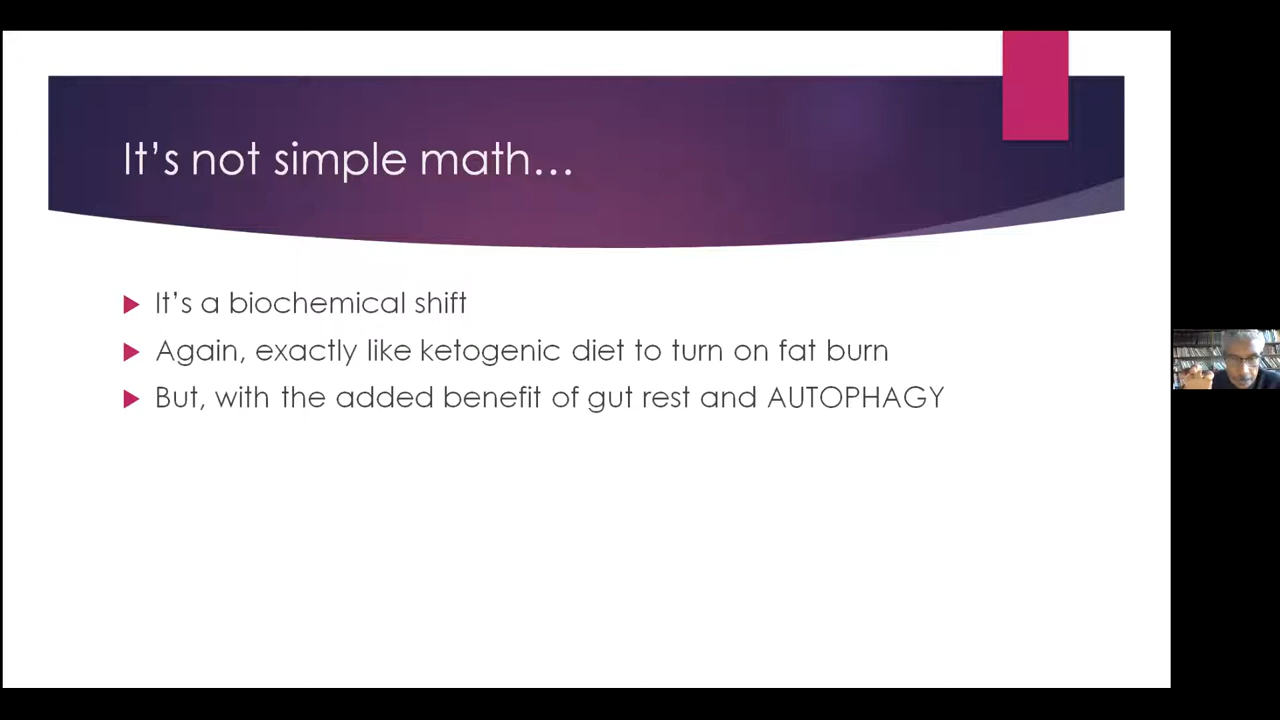 It’s not simple math…
It’s a biochemical shift
Again, exactly like ketogenic diet to turn on fat burn
But, with the added benefit of gut rest and AUTOPHAGY